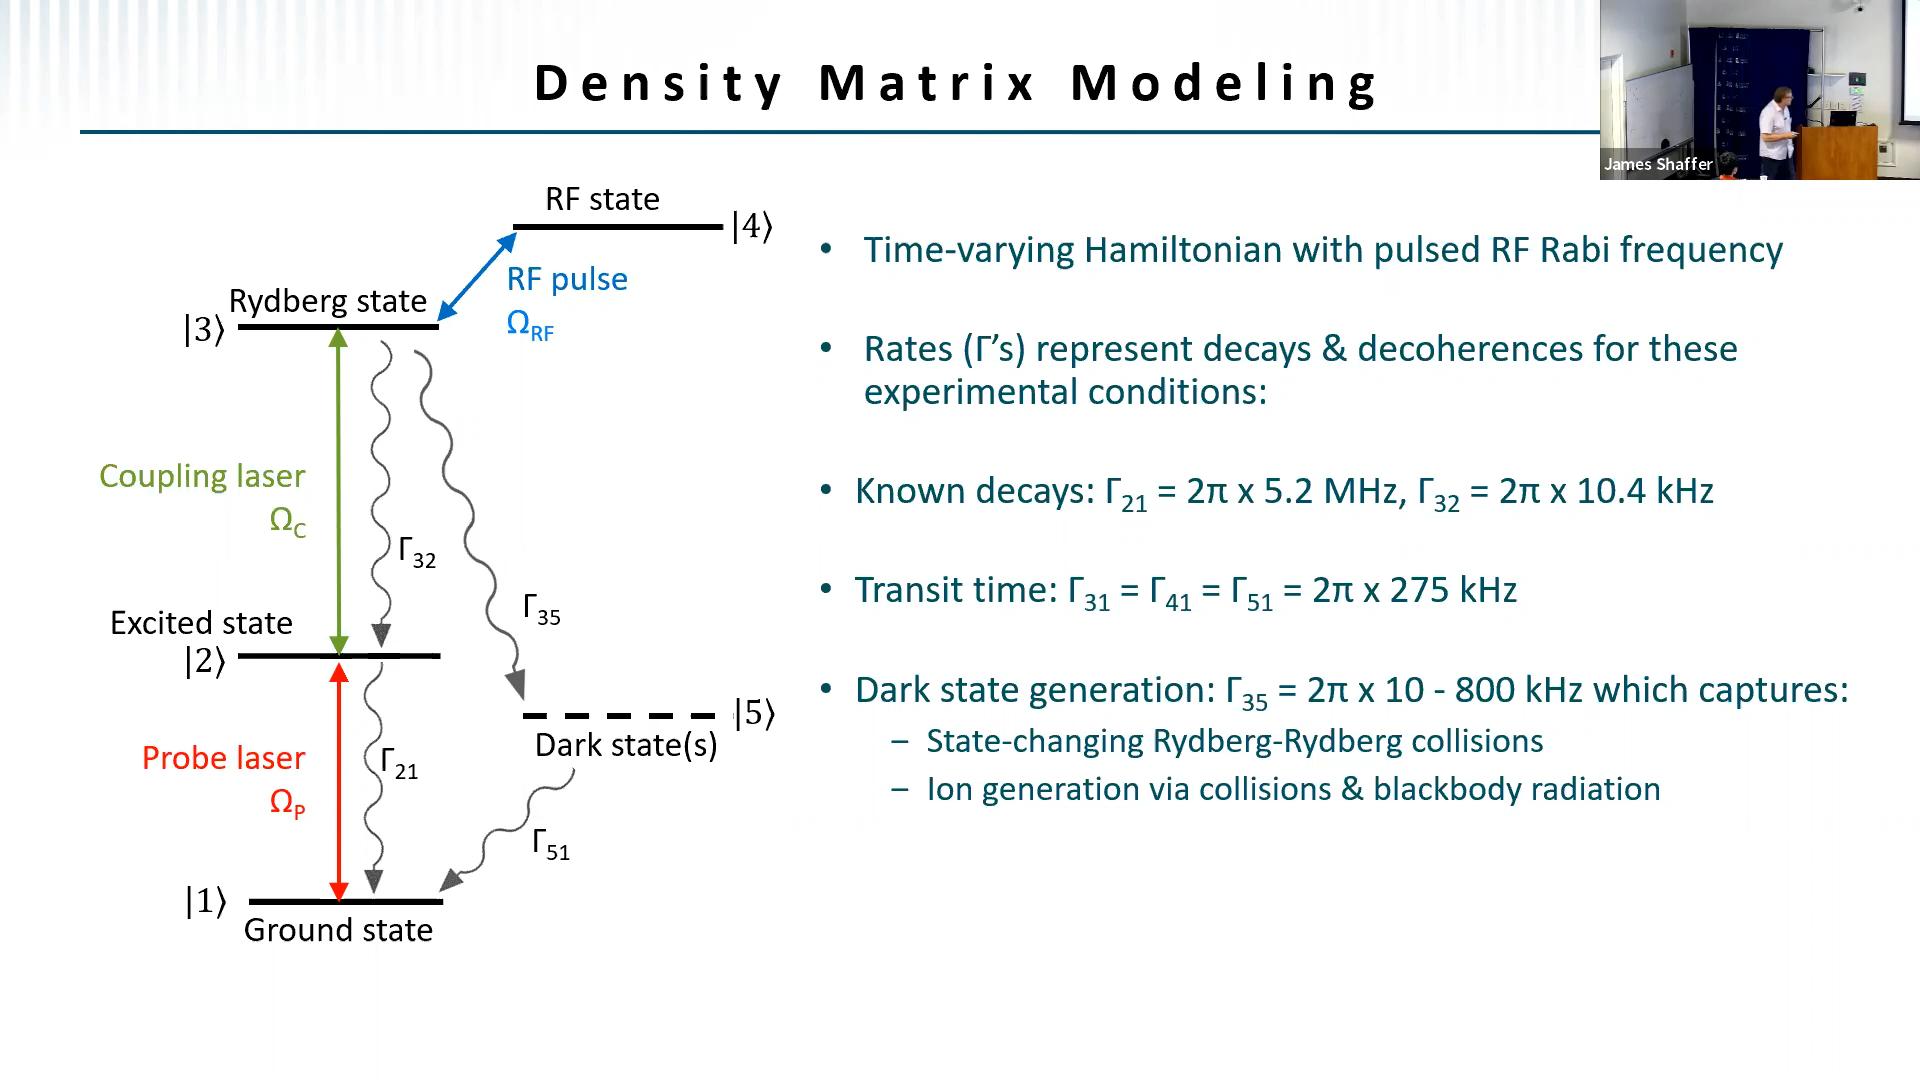 Density Matrix Modeling
James Shaffer
RF state
|4⟩
RF pulse
Ω_RF
Rydberg state
|3⟩
Coupling laser
Ω_C
Γ_32
Γ_35
Excited state
|2⟩
|5⟩
Dark state(s)
Probe laser
Ω_P
Γ_21
Γ_51
|1⟩
Ground state
• Time-varying Hamiltonian with pulsed RF Rabi frequency
• Rates (Γ’s) represent decays & decoherences for these
experimental conditions:
• Known decays: Γ_21 = 2π x 5.2 MHz, Γ_32 = 2π x 10.4 kHz
• Transit time: Γ_31 = Γ_41 = Γ_51 = 2π x 275 kHz
• Dark state generation: Γ_35 = 2π x 10 - 800 kHz which captures:
– State-changing Rydberg-Rydberg collisions
– Ion generation via collisions & blackbody radiation